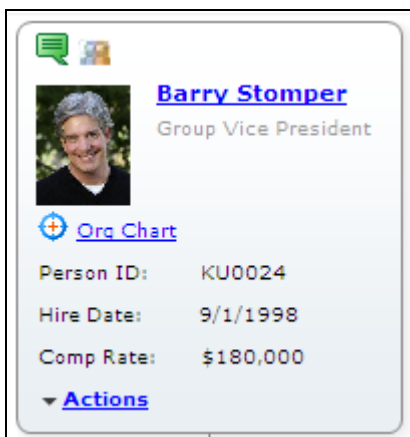 Barry Stomper
Group Vice President
Org Chart
Person ID: KU0024
Hire Date: 9/1/1998
Comp Rate: $180,000
Actions